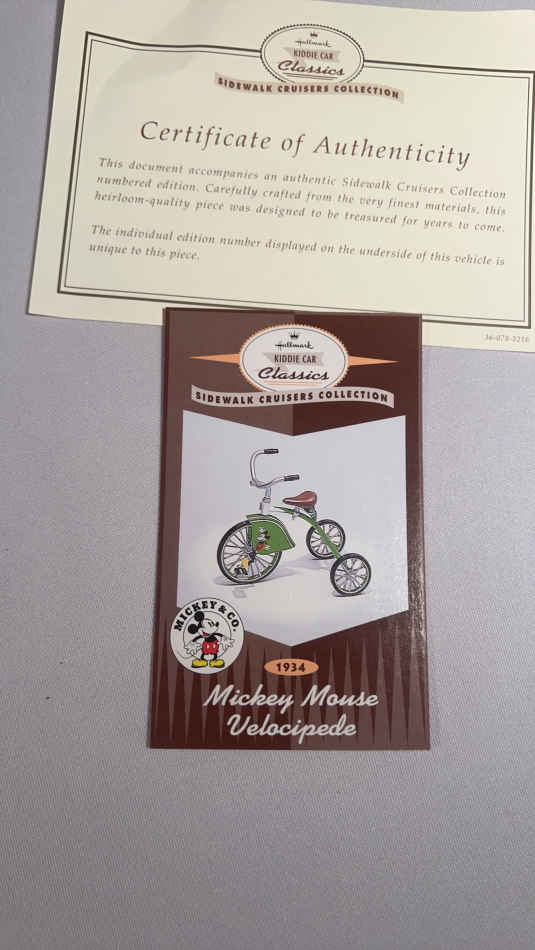 Hallmark
KIDDIE CAR
Classics
SIDEWALK CRUISERS COLLECTION
Certificate of Authenticity
This document accompanies an authentic Sidewalk Cruisers Collection
numbered edition. Carefully crafted from the very finest materials, this
heirloom-quality piece was designed to be treasured for years to come.
The individual edition number displayed on the underside of this vehicle is
unique to this piece.
Hallmark
KIDDIE CAR
Classics
SIDEWALK CRUISERS COLLECTION
MICKEY & CO.
1934
Mickey Mouse
Velocipede